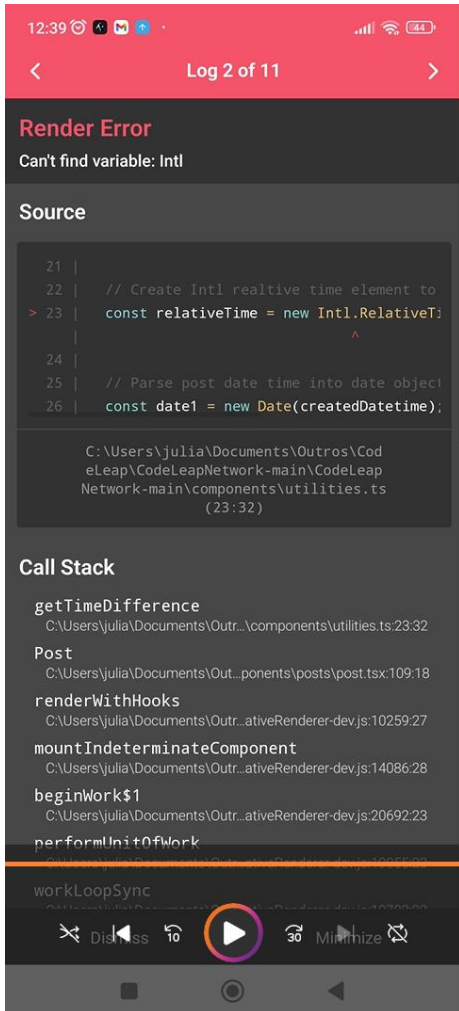 12:39
44
Log 2 of 11
Render Error
Can't find variable: Intl
Source
21 |
22 | // Create Intl realtive time element to
> 23 | const relativeTime = new Intl.RelativeTi
| ^
24 |
25 | // Parse post date time into date object
26 | const date1 = new Date(createdDatetime);
C:\Users\julia\Documents\Outros\Cod
eLeap\CodeLeapNetwork-main\CodeLeap
Network-main\components\utilities.ts
(23:32)
Call Stack
getTimeDifference
C:\Users\julia\Documents\Outr...\components\utilities.ts:23:32
Post
C:\Users\julia\Documents\Out...ponents\posts\post.tsx:109:18
renderWithHooks
C:\Users\julia\Documents\Outr...ativeRenderer-dev.js:10259:27
mountIndeterminateComponent
C:\Users\julia\Documents\Outr...ativeRenderer-dev.js:14086:28
beginWork$1
C:\Users\julia\Documents\Outr...ativeRenderer-dev.js:20692:23
performUnitOfWork
workLoopSync
Dismiss 10 30 Minimize